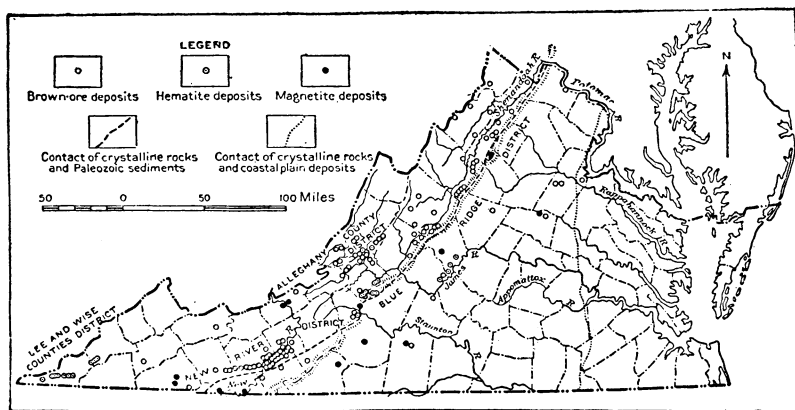 LEGEND
Brown-ore deposits
Hematite deposits
Magnetite deposits
Contact of crystalline rocks
and Paleozoic sediments
Contact of crystalline rocks
and coastal plain deposits
50 0 50 100 Miles
N
Shenandoah R.
Potomac R.
DISTRICT
RIDGE
BLUE
Rappahannock R.
ALLEGHANY COUNTY
DISTRICT
James R.
Appomattox R.
Staunton R.
LEE AND WISE
COUNTIES DISTRICT
NEW RIVER DISTRICT